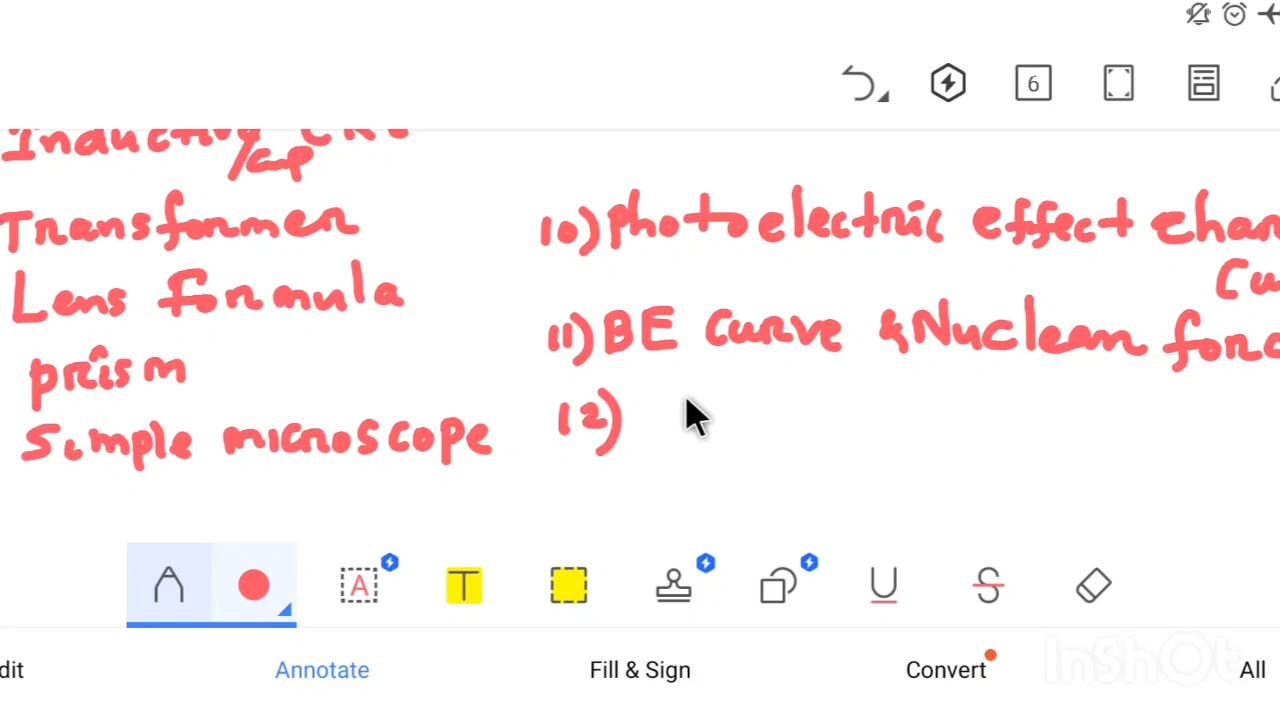 6
Inductive
/cap
Transformer
Lens formula
prism
Simple microscope
10) photoelectric effect
11) BE Curve & Nuclear
12)
A
T
U
S
dit
Annotate
Fill & Sign
Convert
All
InShOt